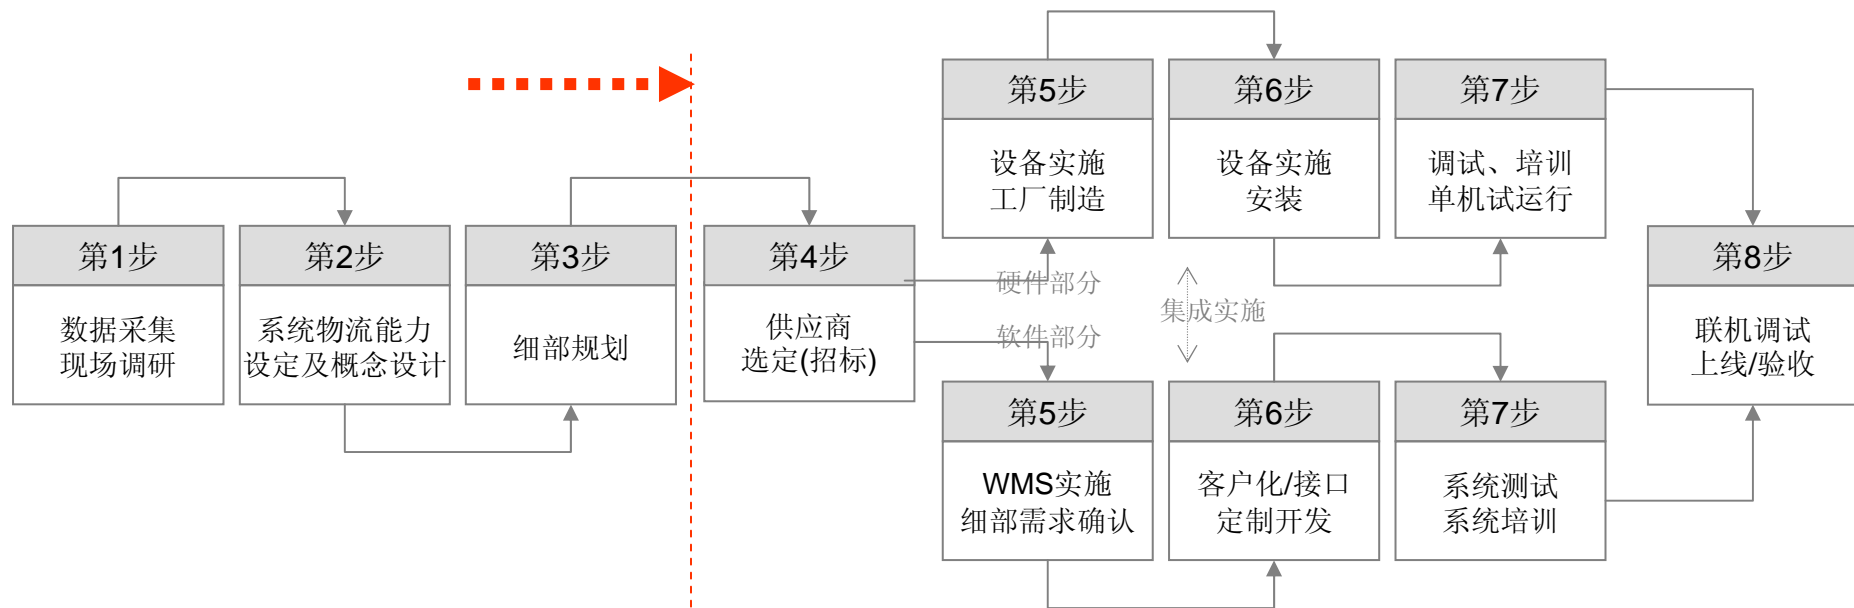 第1步
数据采集
现场调研
第2步
系统物流能力
设定及概念设计
第3步
细部规划
第4步
供应商
选定(招标)
硬件部分
软件部分
第5步
设备实施
工厂制造
第6步
设备实施
安装
第7步
调试、培训
单机试运行
集成实施
第5步
WMS实施
细部需求确认
第6步
客户化/接口
定制开发
第7步
系统测试
系统培训
第8步
联机调试
上线/验收